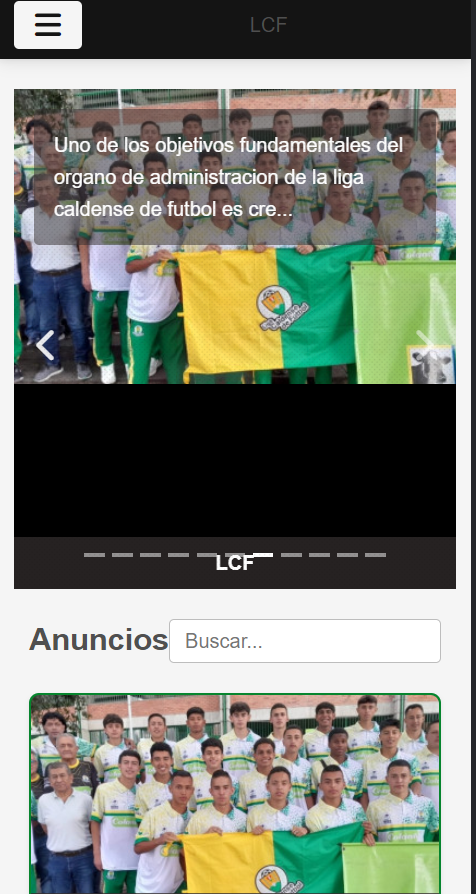 LCF
Uno de los objetivos fundamentales del
organo de administracion de la liga
caldense de futbol es cre...
LCF
Anuncios
Buscar...